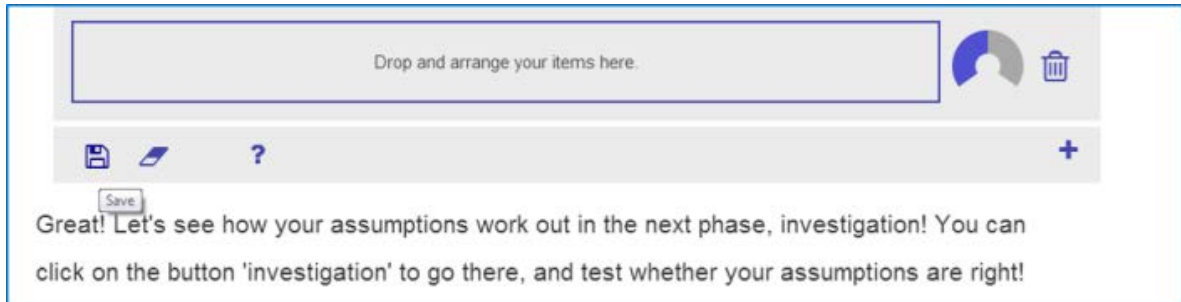 Drop and arrange your items here.
?
+
Save
Great! Let's see how your assumptions work out in the next phase, investigation! You can
click on the button 'investigation' to go there, and test whether your assumptions are right!